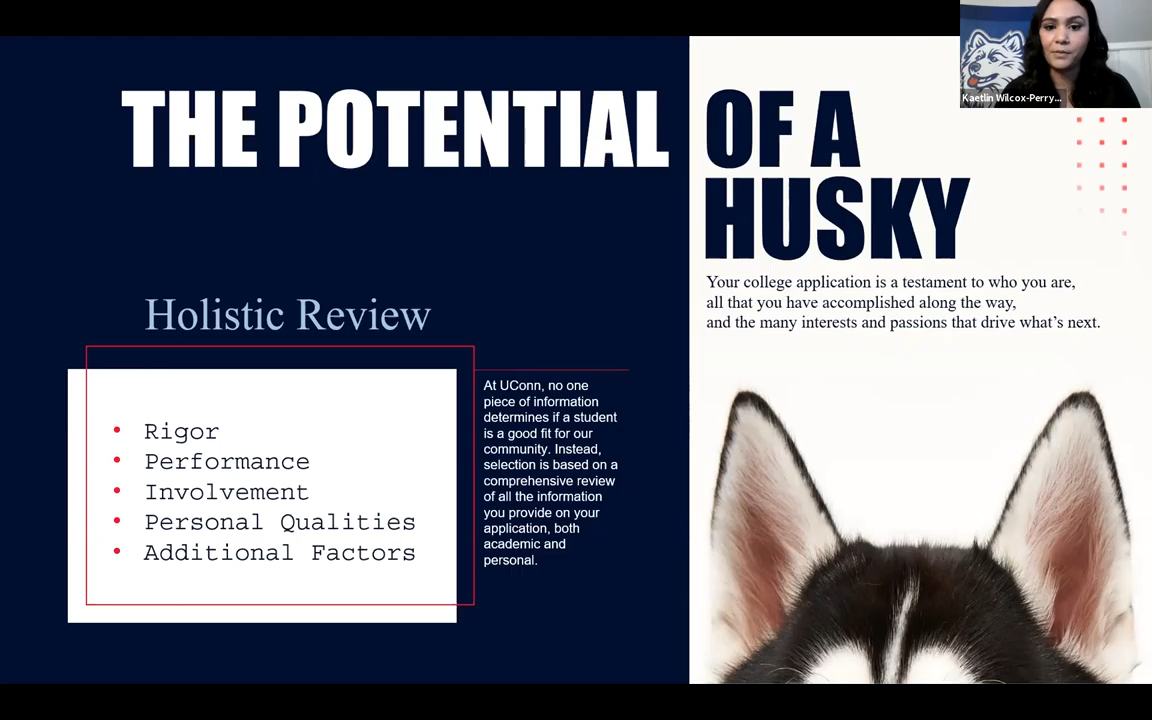 Kaetlin Wilcox-Perry...
THE POTENTIAL
OF A
HUSKY
Your college application is a testament to who you are,
all that you have accomplished along the way,
and the many interests and passions that drive what's next.
Holistic Review
• Rigor
• Performance
• Involvement
• Personal Qualities
• Additional Factors
At UConn, no one
piece of information
determines if a student
is a good fit for our
community. Instead,
selection is based on a
comprehensive review
of all the information
you provide on your
application, both
academic and
personal.